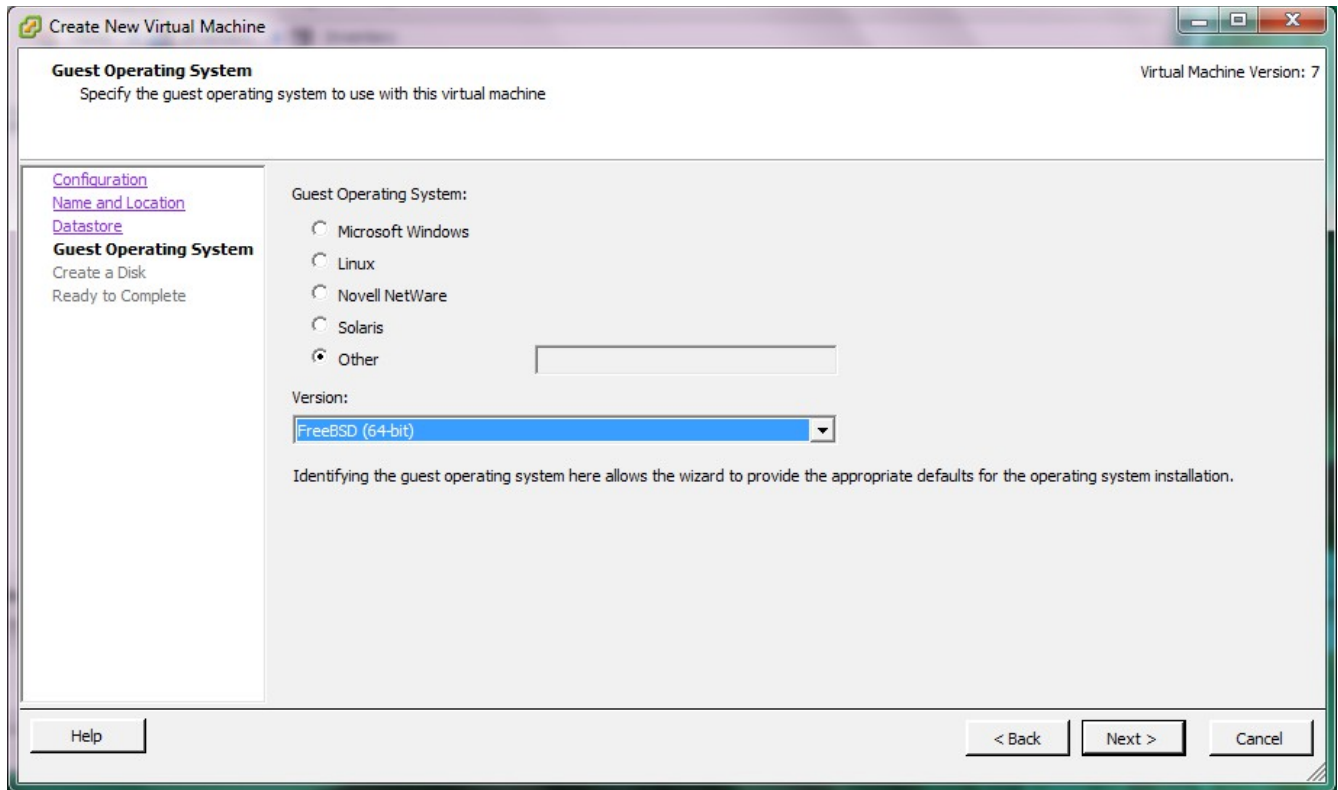 Create New Virtual Machine
Guest Operating System
Virtual Machine Version: 7
Specify the guest operating system to use with this virtual machine
Configuration
Name and Location
Datastore
Guest Operating System
Create a Disk
Ready to Complete
Guest Operating System:
Microsoft Windows
Linux
Novell NetWare
Solaris
Other
Version:
FreeBSD (64-bit)
Identifying the guest operating system here allows the wizard to provide the appropriate defaults for the operating system installation.
Help
< Back
Next >
Cancel